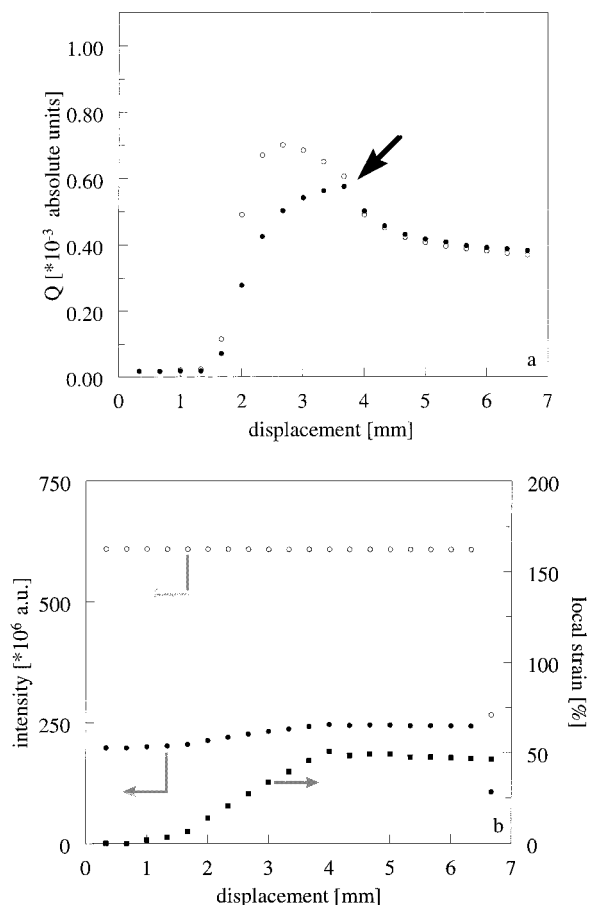 1.00
0.80
0.60
0.40
0.20
0.00
Q [*10-3 absolute units]
a
0 1 2 3 4 5 6 7
displacement [mm]
750
500
250
0
intensity [*10⁶ a.u.]
200
150
100
50
0
local strain [%]
b
0 1 2 3 4 5 6 7
displacement [mm]